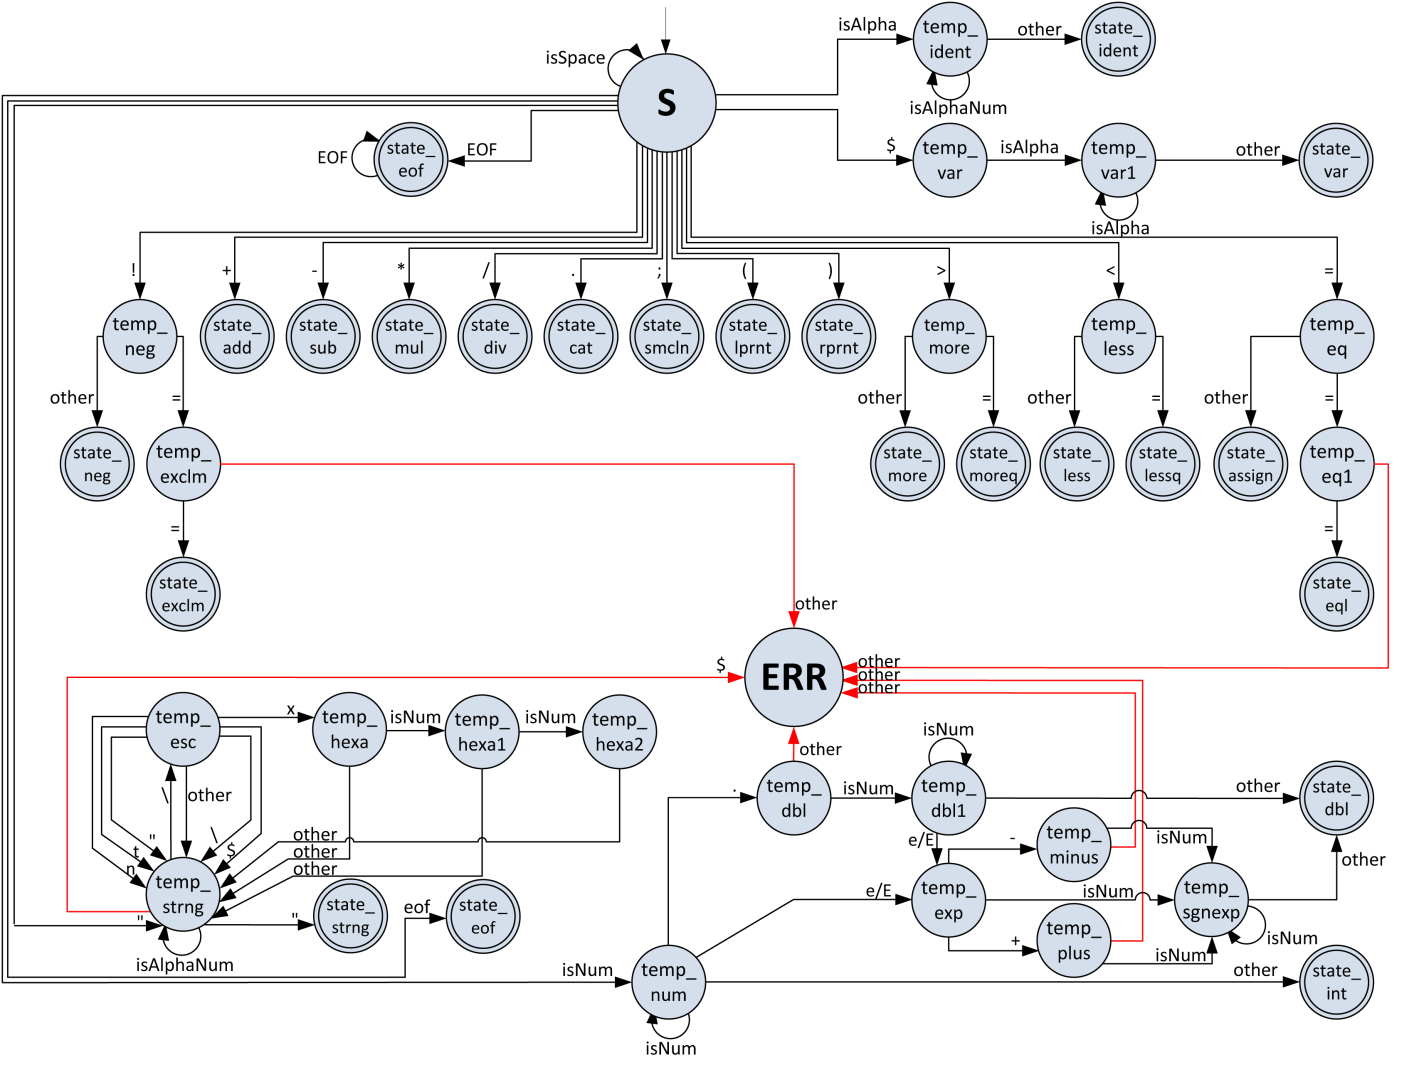 isAlpha
temp_
ident
other
state_
ident
isAlphaNum
isSpace
S
EOF
state_
eof
EOF
$
temp_
var
isAlpha
temp_
var1
isAlpha
other
state_
var
!
+
-
*
/
.
;
(
)
>
<
=
temp_
neg
state_
add
state_
sub
state_
mul
state_
div
state_
cat
state_
smcln
state_
lprnt
state_
rprnt
temp_
more
temp_
less
temp_
eq
other
=
other
=
other
=
other
=
state_
neg
temp_
exclm
state_
more
state_
moreq
state_
less
state_
lessq
state_
assign
temp_
eq1
=
=
state_
exclm
state_
eql
other
$
ERR
other
other
other
other
temp_
esc
x
temp_
hexa
isNum
temp_
hexa1
isNum
temp_
hexa2
\
other
"
t
n
\
$
other
other
other
temp_
strng
"
isAlphaNum
"
state_
strng
eof
state_
eof
.
temp_
dbl
isNum
isNum
temp_
dbl1
other
state_
dbl
e/E
-
temp_
minus
isNum
e/E
temp_
exp
isNum
temp_
sgnexp
other
isNum
+
temp_
plus
isNum
isNum
temp_
num
isNum
other
state_
int